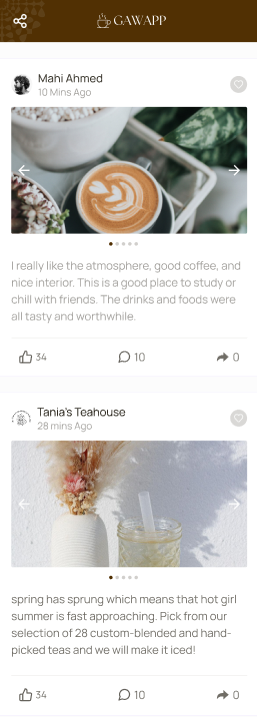 GAWAPP
Mahi Ahmed
10 Mins Ago
I really like the atmosphere, good coffee, and
nice interior. This is a good place to study or
chill with friends. The drinks and foods were
all tasty and worthwhile.
34 10 0
Tania's Teahouse
28 mins Ago
spring has sprung which means that hot girl
summer is fast approaching. Pick from our
selection of 28 custom-blended and hand-
picked teas and we will make it iced!
34 10 0